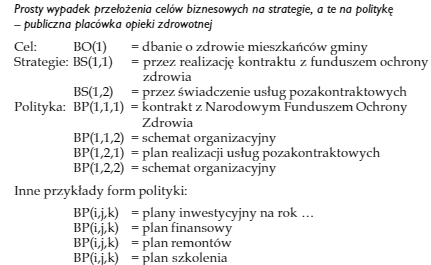 Prosty wypadek przełożenia celów biznesowych na strategie, a te na politykę
– publiczna placówka opieki zdrowotnej
Cel: BO(1) = dbanie o zdrowie mieszkańców gminy
Strategie: BS(1,1) = przez realizację kontraktu z funduszem ochrony
zdrowia
BS(1,2) = przez świadczenie usług pozakontraktowych
Polityka: BP(1,1,1) = kontrakt z Narodowym Funduszem Ochrony
Zdrowia
BP(1,1,2) = schemat organizacyjny
BP(1,2,1) = plan realizacji usług pozakontraktowych
BP(1,2,2) = schemat organizacyjny
Inne przykłady form polityki:
BP(i,j,k) = plany inwestycyjny na rok …
BP(i,j,k) = plan finansowy
BP(i,j,k) = plan remontów
BP(i,j,k) = plan szkolenia